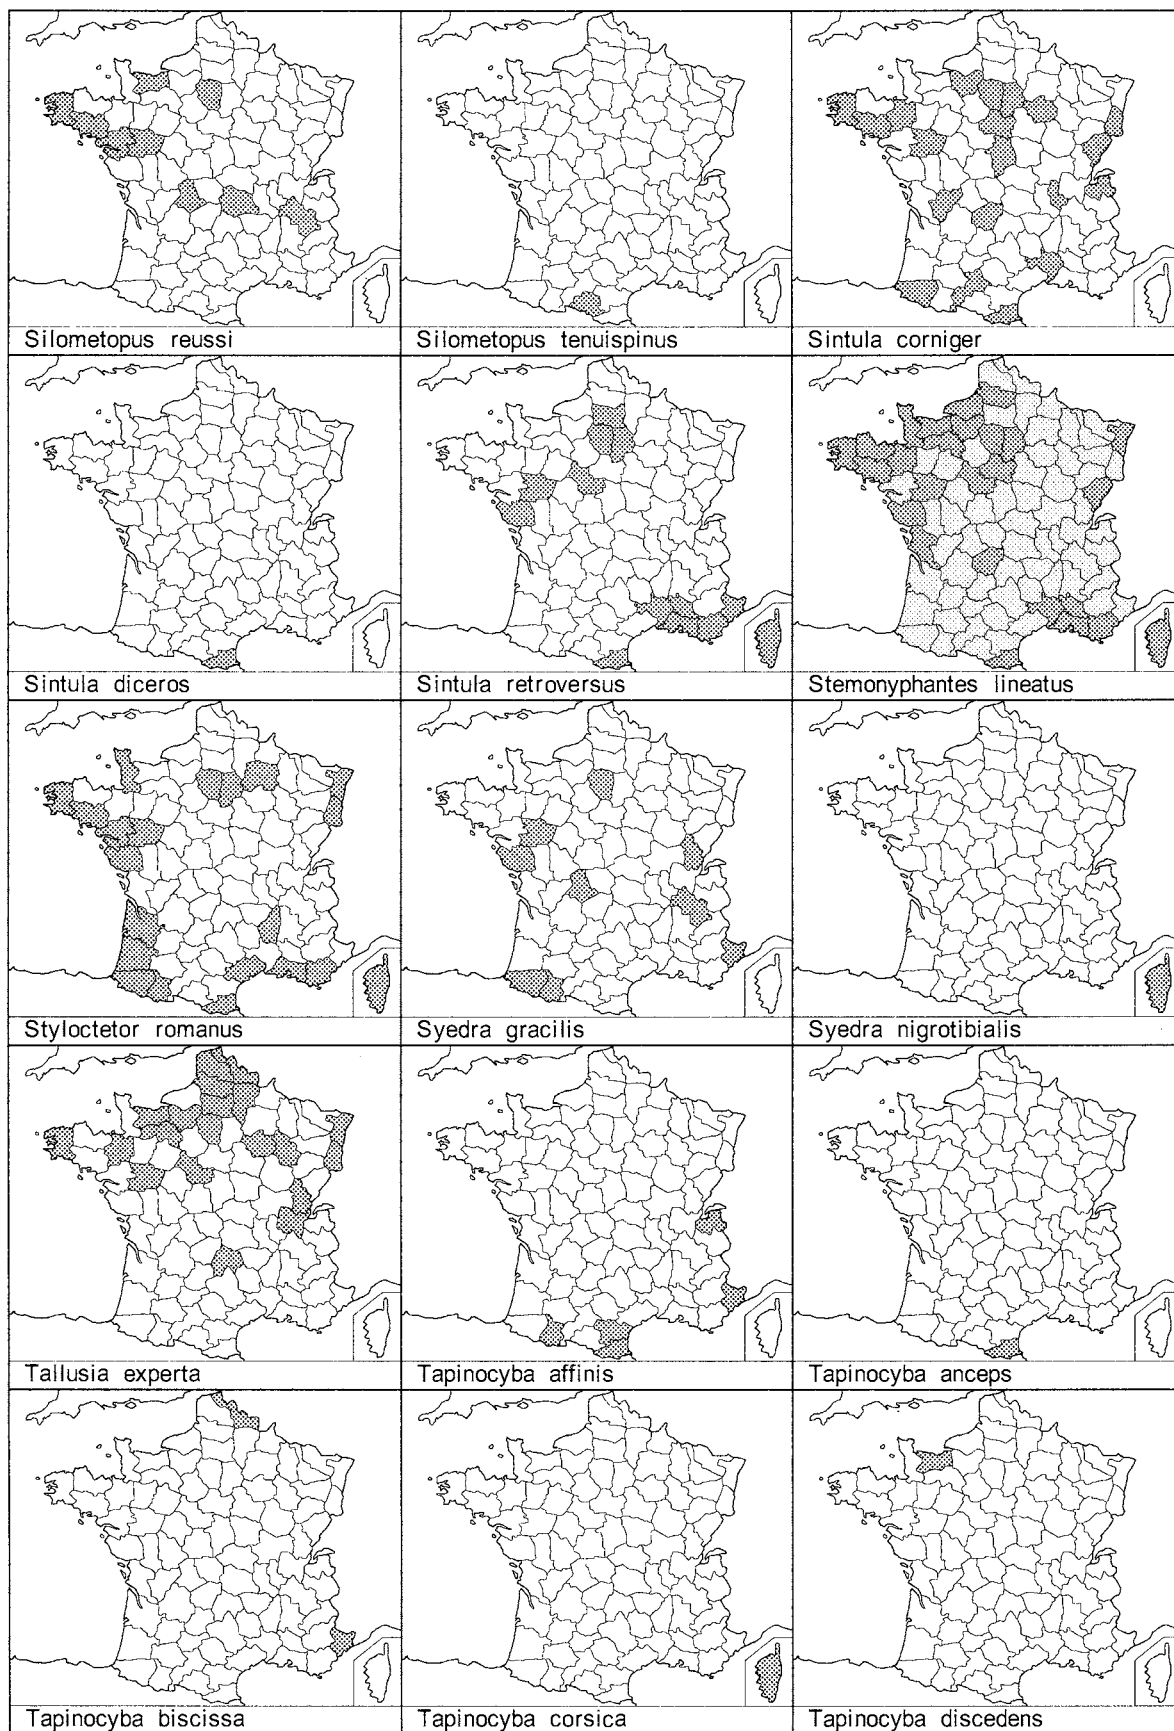 Silometopus reussi
Silometopus tenuispinus
Sintula corniger
Sintula diceros
Sintula retroversus
Stemonyphantes lineatus
Styloctetor romanus
Syedra gracilis
Syedra nigrotibialis
Tallusia experta
Tapinocyba affinis
Tapinocyba anceps
Tapinocyba biscissa
Tapinocyba corsica
Tapinocyba discedens